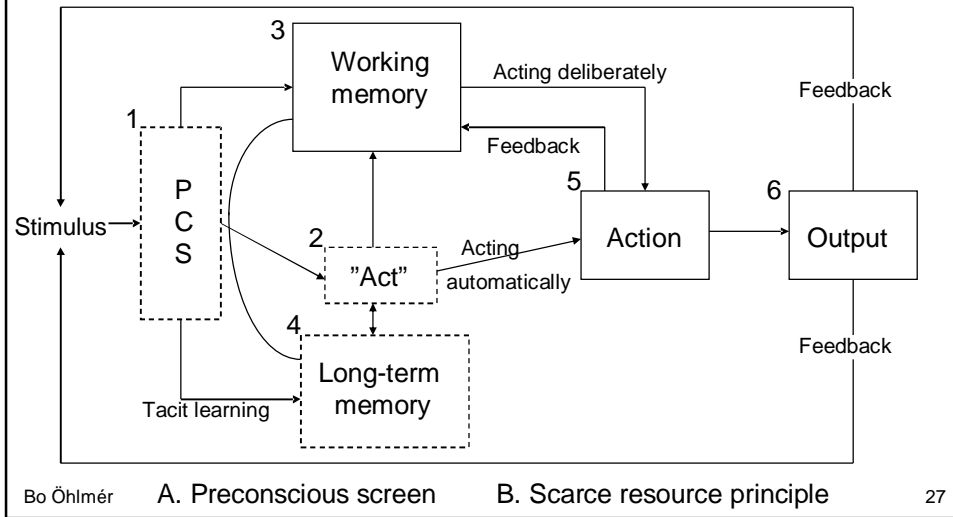 3
Working
memory
Acting deliberately
Feedback
Feedback
1
P
C
S
Stimulus
2
"Act"
Acting
automatically
5
Action
6
Output
4
Long-term
memory
Tacit learning
Feedback
Bo Öhlmér
A. Preconscious screen
B. Scarce resource principle
27